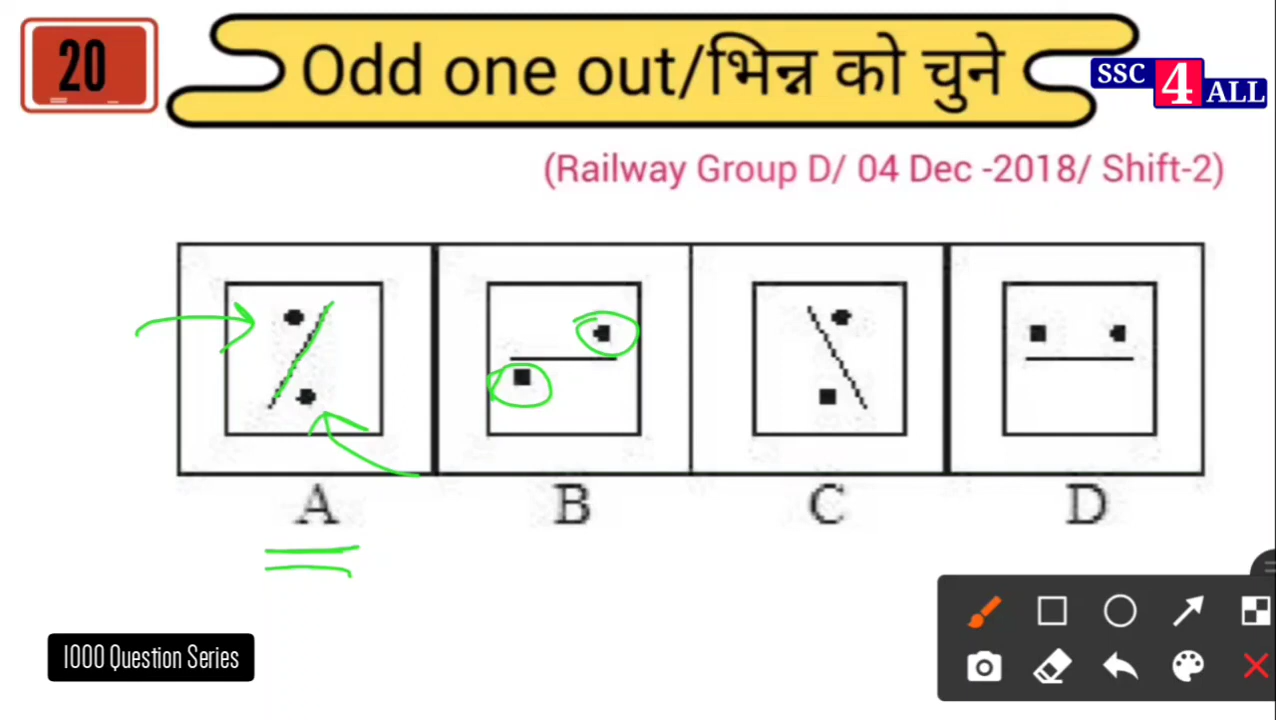 20
Odd one out/भिन्न को चुने
SSC 4 ALL
(Railway Group D/ 04 Dec -2018/ Shift-2)
A B C D
1000 Question Series